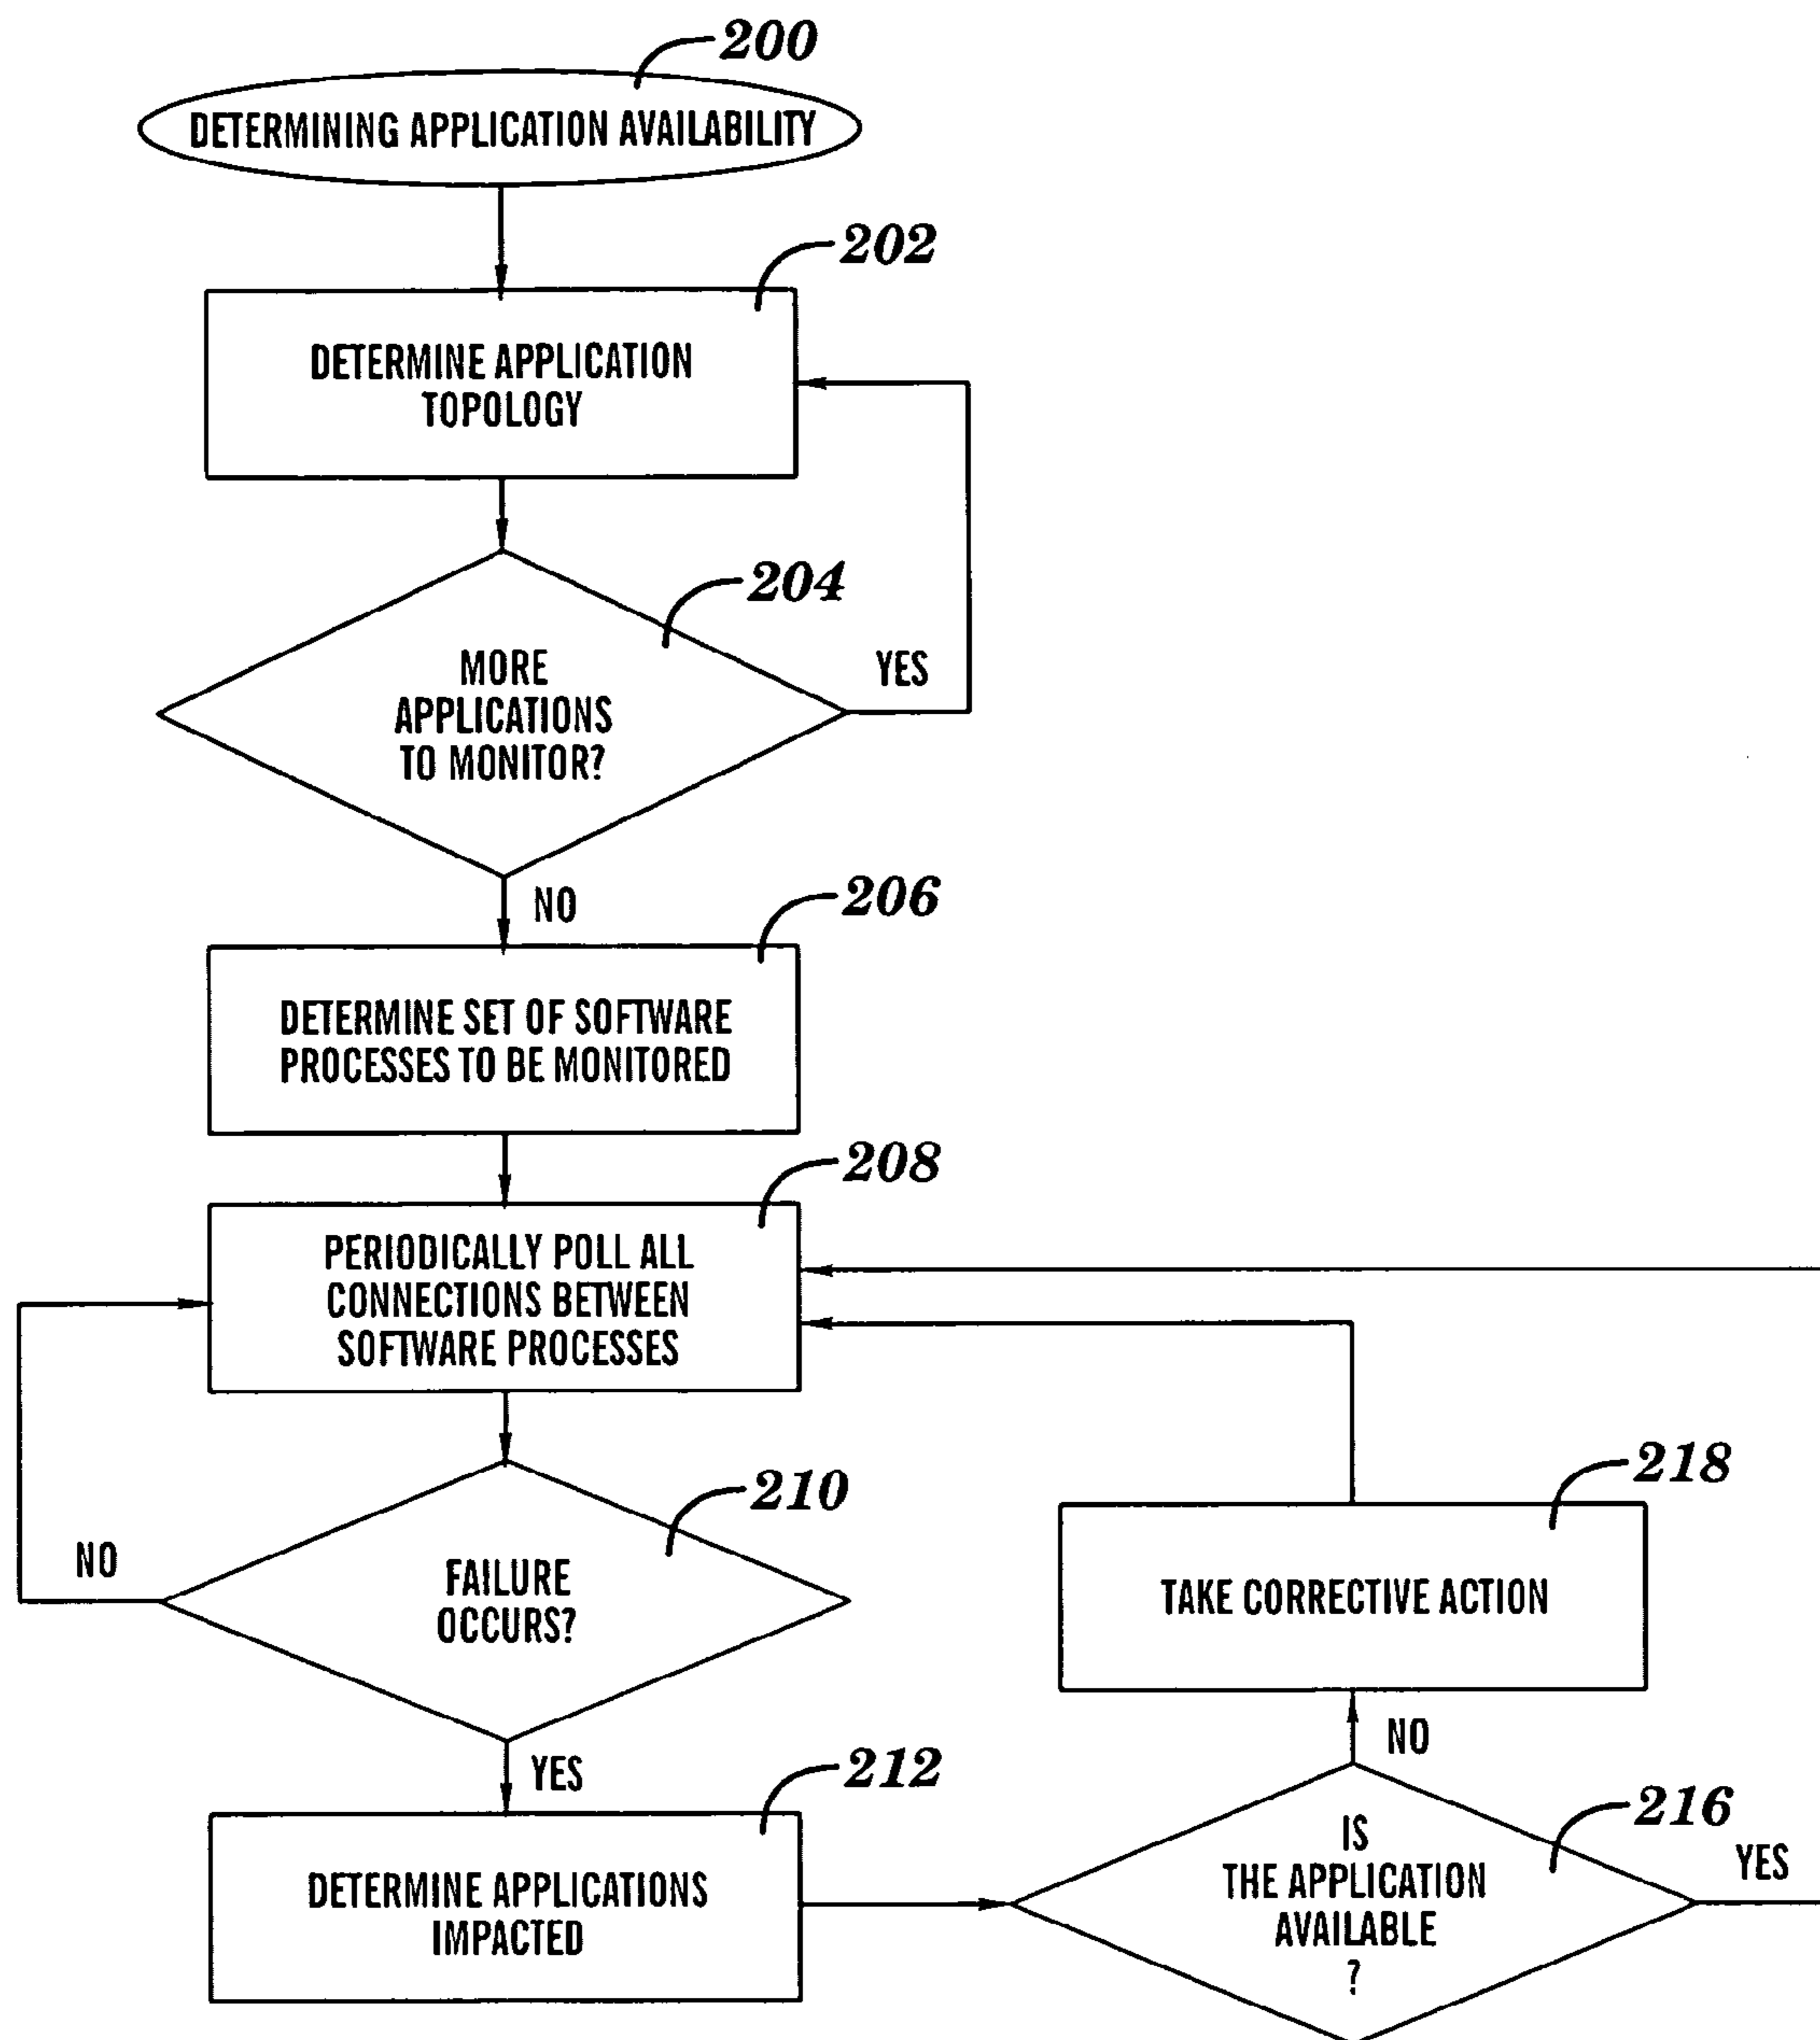 200
DETERMINING APPLICATION AVAILABILITY
202
DETERMINE APPLICATION
TOPOLOGY
204
MORE
APPLICATIONS
TO MONITOR?
YES
NO
206
DETERMINE SET OF SOFTWARE
PROCESSES TO BE MONITORED
208
PERIODICALLY POLL ALL
CONNECTIONS BETWEEN
SOFTWARE PROCESSES
210
FAILURE
OCCURS?
NO
YES
212
DETERMINE APPLICATIONS
IMPACTED
218
TAKE CORRECTIVE ACTION
NO
216
IS
THE APPLICATION
AVAILABLE
?
YES